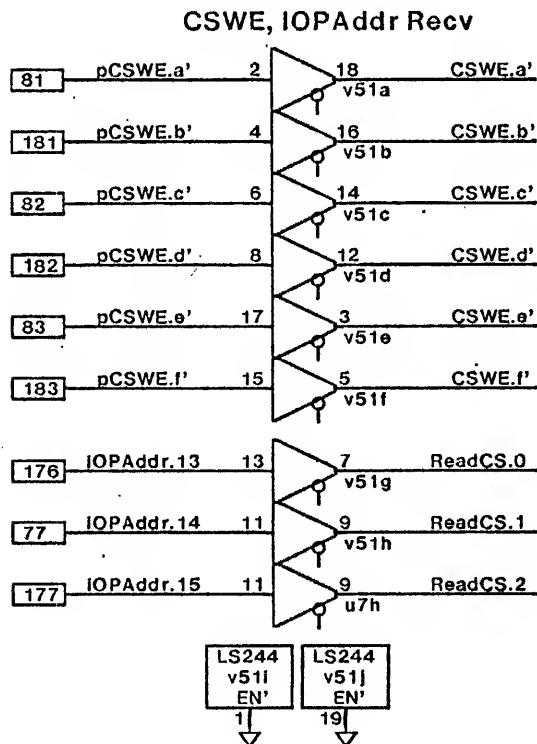 CSWE, IOPAddr Recv
81 pCSWE.a' 2 18 CSWE.a'
v51a
181 pCSWE.b' 4 16 CSWE.b'
v51b
82 pCSWE.c' 6 14 CSWE.c'
v51c
182 pCSWE.d' 8 12 CSWE.d'
v51d
83 pCSWE.e' 17 3 CSWE.e'
v51e
183 pCSWE.f' 15 5 CSWE.f'
v51f
176 IOPAddr.13 13 7 ReadCS.0
v51g
77 IOPAddr.14 11 9 ReadCS.1
v51h
177 IOPAddr.15 11 9 ReadCS.2
u7h
LS244 LS244
v51i v51j
EN' EN'
1 19